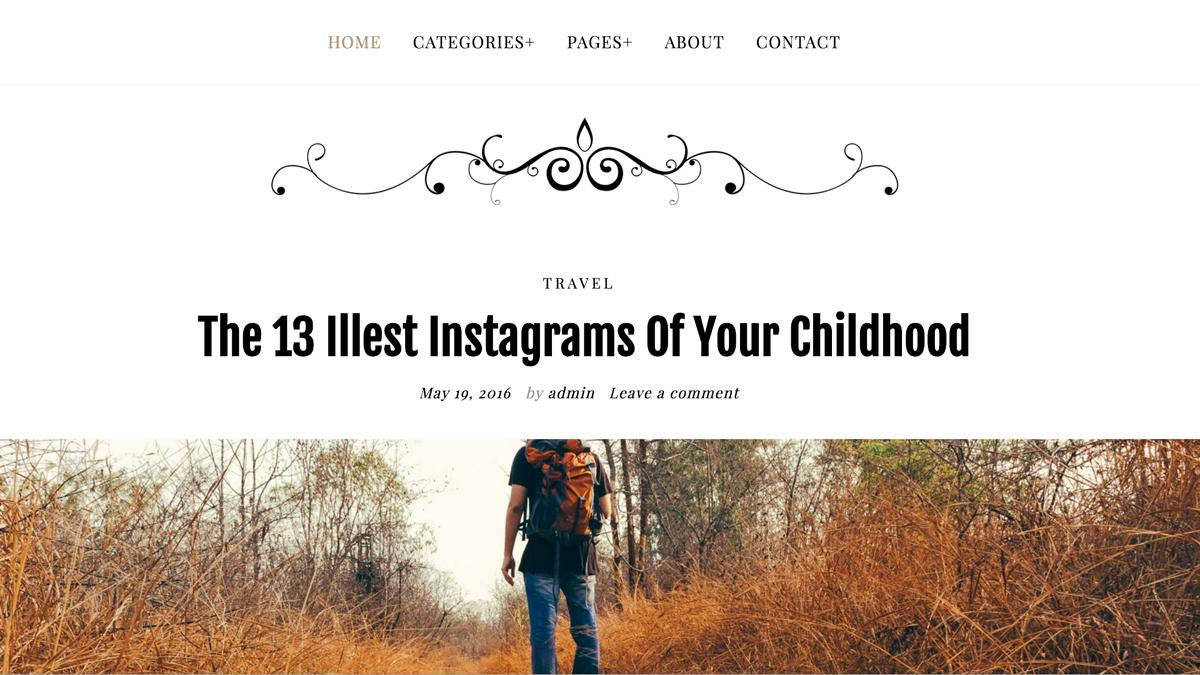 HOME CATEGORIES+ PAGES+ ABOUT CONTACT
TRAVEL
The 13 Illest Instagrams Of Your Childhood
May 19, 2016 by admin Leave a comment